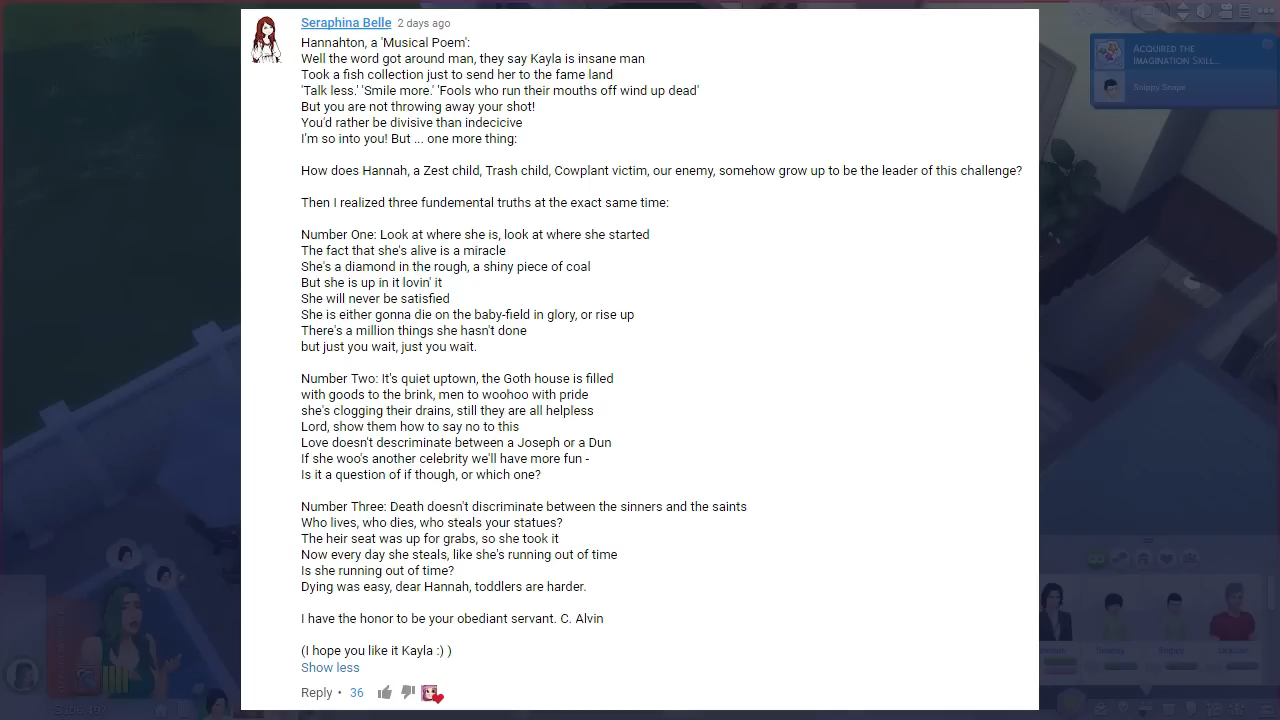 Seraphina Belle 2 days ago
Hannahton, a 'Musical Poem':
Well the word got around man, they say Kayla is insane man
Took a fish collection just to send her to the fame land
'Talk less.' 'Smile more.' 'Fools who run their mouths off wind up dead'
But you are not throwing away your shot!
You'd rather be divisive than indecicive
I'm so into you! But ... one more thing:
How does Hannah, a Zest child, Trash child, Cowplant victim, our enemy, somehow grow up to be the leader of this challenge?
Then I realized three fundemental truths at the exact same time:
Number One: Look at where she is, look at where she started
The fact that she's alive is a miracle
She's a diamond in the rough, a shiny piece of coal
But she is up in it lovin' it
She will never be satisfied
She is either gonna die on the baby-field in glory, or rise up
There's a million things she hasn't done
but just you wait, just you wait.
Number Two: It's quiet uptown, the Goth house is filled
with goods to the brink, men to woohoo with pride
she's clogging their drains, still they are all helpless
Lord, show them how to say no to this
Love doesn't descriminate between a Joseph or a Dun
If she woo's another celebrity we'll have more fun -
Is it a question of if though, or which one?
Number Three: Death doesn't discriminate between the sinners and the saints
Who lives, who dies, who steals your statues?
The heir seat was up for grabs, so she took it
Now every day she steals, like she's running out of time
Is she running out of time?
Dying was easy, dear Hannah, toddlers are harder.
I have the honor to be your obediant servant. C. Alvin
(I hope you like it Kayla :) )
Show less
Reply • 36
Acquired the
Imagination Skill...
Snippy Snape